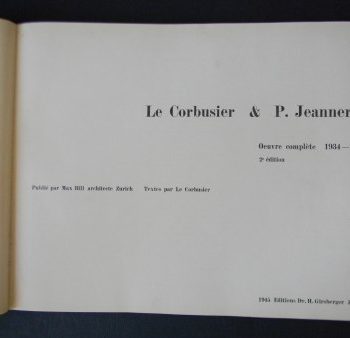 Le Corbusier & P. Jeanner
Oeuvre complète 1934—
2e édition
Publié par Max Bill architecte Zurich Textes par Le Corbusier
1945 Editions Dr. H. Girsberger